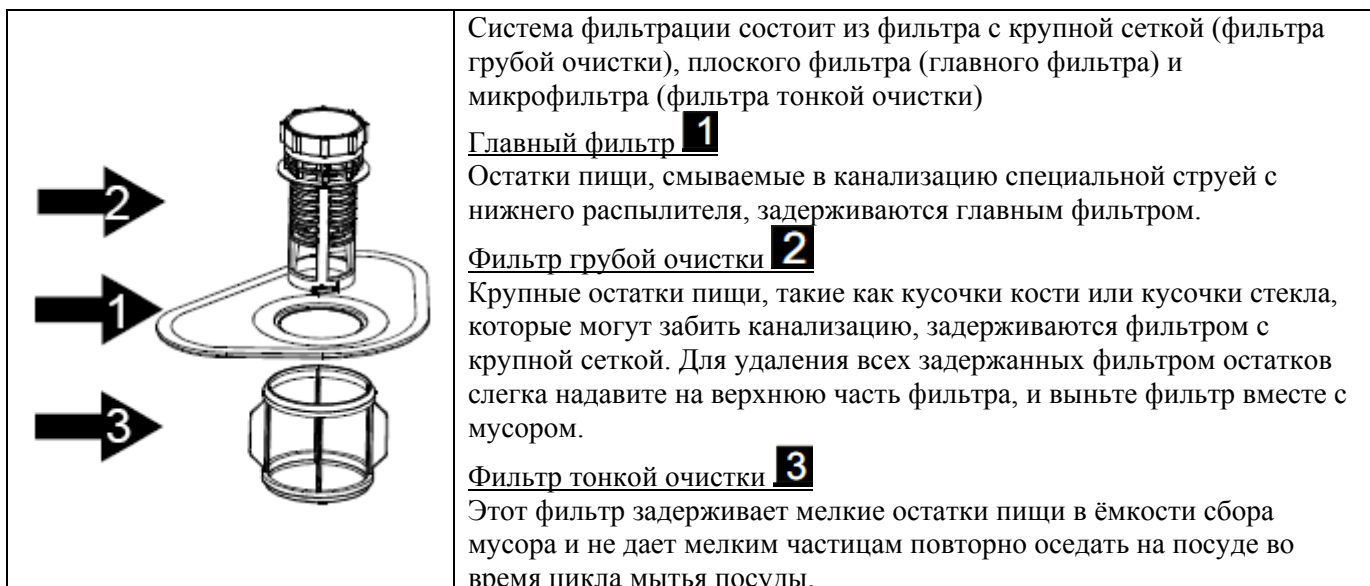 Система фильтрации состоит из фильтра с крупной сеткой (фильтра
грубой очистки), плоского фильтра (главного фильтра) и
микрофильтра (фильтра тонкой очистки)
Главный фильтр 1
Остатки пищи, смываемые в канализацию специальной струей с
нижнего распылителя, задерживаются главным фильтром.
Фильтр грубой очистки 2
Крупные остатки пищи, такие как кусочки кости или кусочки стекла,
которые могут забить канализацию, задерживаются фильтром с
крупной сеткой. Для удаления всех задержанных фильтром остатков
слегка надавите на верхнюю часть фильтра, и выньте фильтр вместе с
мусором.
Фильтр тонкой очистки 3
Этот фильтр задерживает мелкие остатки пищи в ёмкости сбора
мусора и не дает мелким частицам повторно оседать на посуде во
время цикла мытья посуды.
2
1
3